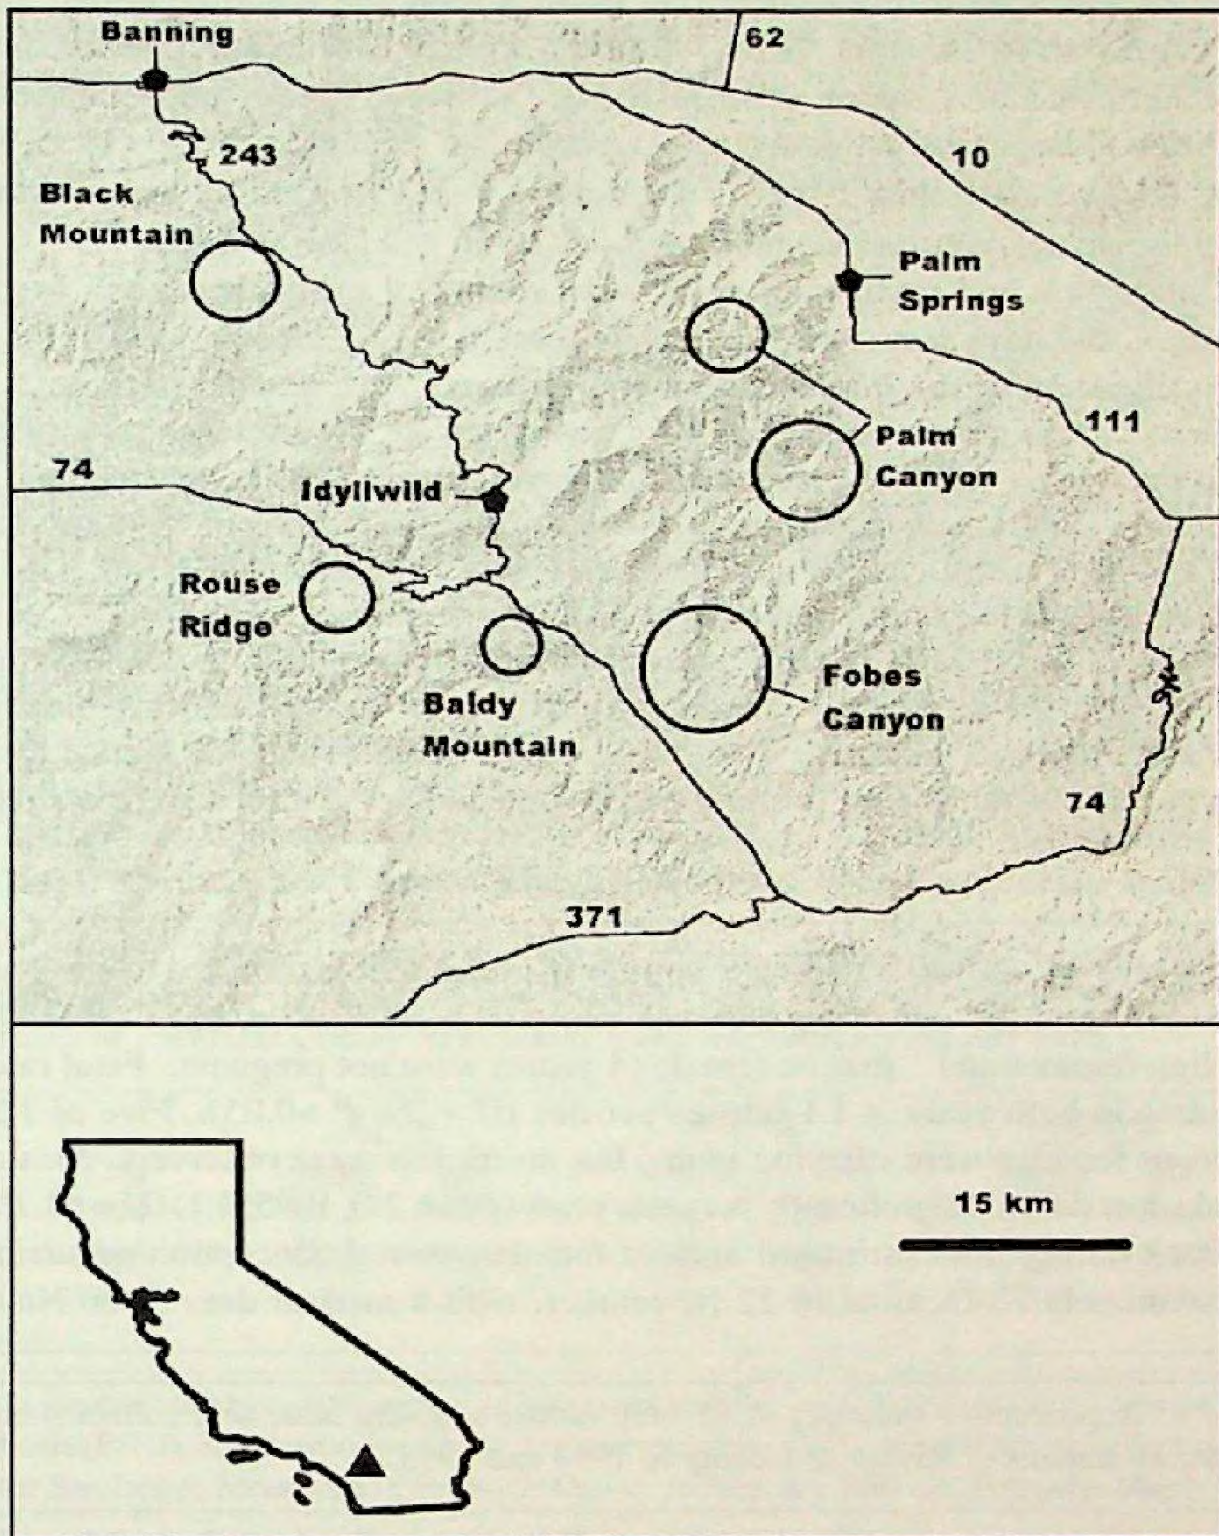 Banning
62
243
10
Black
Mountain
Palm
Springs
111
Palm
Canyon
74
Idyllwild
Rouse
Ridge
Fobes
Canyon
Baldy
Mountain
74
371
15 km